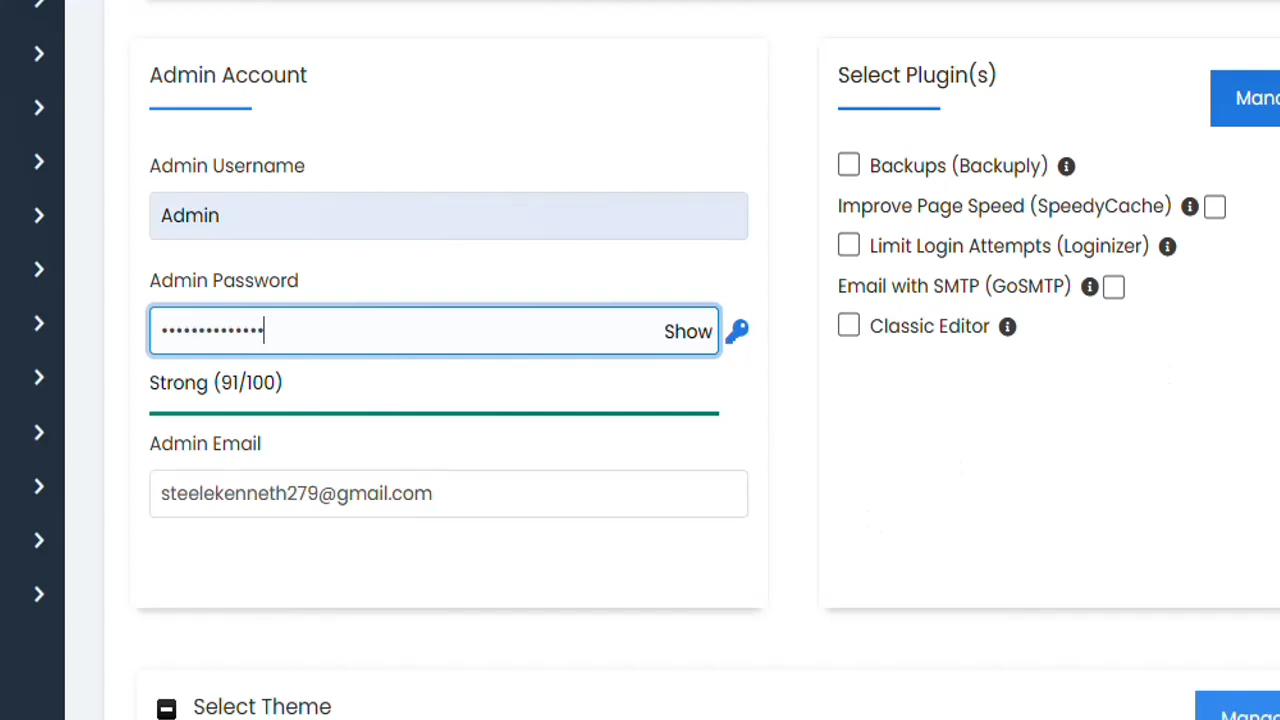 Admin Account
Admin Username
Admin
Admin Password
Show
Strong (91/100)
Admin Email
steelekenneth279@gmail.com
Select Plugin(s)
Backups (Backuply)
Improve Page Speed (SpeedyCache)
Limit Login Attempts (Loginizer)
Email with SMTP (GoSMTP)
Classic Editor
Select Theme